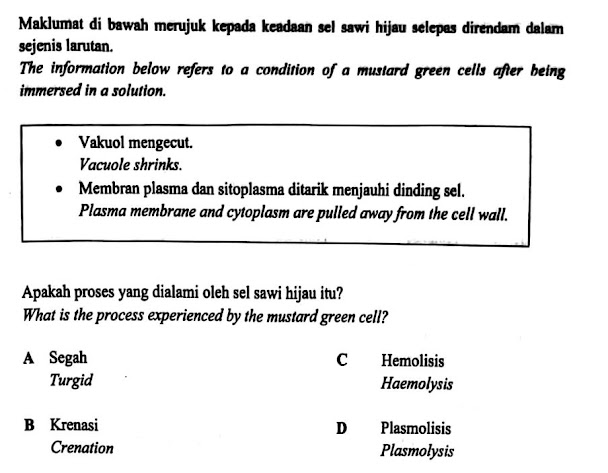 Maklumat di bawah merujuk kepada keadaan sel sawi hijau selepas direndam dalam
sejenis larutan.
The information below refers to a condition of a mustard green cells after being
immersed in a solution.
• Vakuol mengecut.
Vacuole shrinks.
• Membran plasma dan sitoplasma ditarik menjauhi dinding sel.
Plasma membrane and cytoplasm are pulled away from the cell wall.
Apakah proses yang dialami oleh sel sawi hijau itu?
What is the process experienced by the mustard green cell?
A Segah
Turgid
B Krenasi
Crenation
C Hemolisis
Haemolysis
D Plasmolisis
Plasmolysis